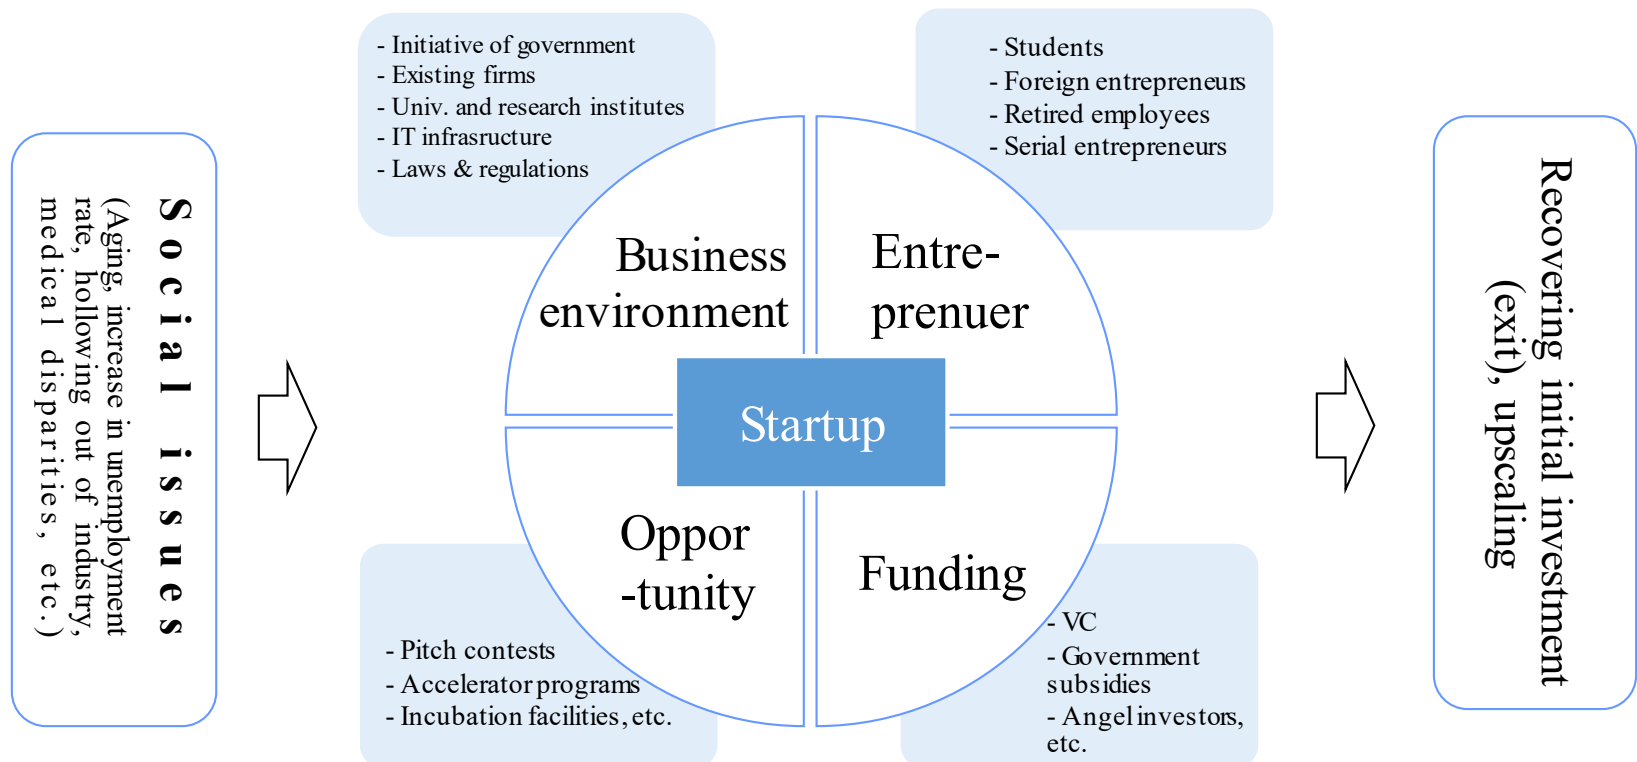 Social issues
(Aging, increase in unemployment
rate, hollowing out of industry,
medical disparities, etc.)
- Initiative of government
- Existing firms
- Univ. and research institutes
- IT infrasructure
- Laws & regulations
- Students
- Foreign entrepreneurs
- Retired employees
- Serial entrepreneurs
Business
environment
Entre-
prenuer
Startup
Oppor
-tunity
Funding
- Pitch contests
- Accelerator programs
- Incubation facilities, etc.
- VC
- Government
subsidies
- Angel investors,
etc.
Recovering initial investment
(exit), upscaling